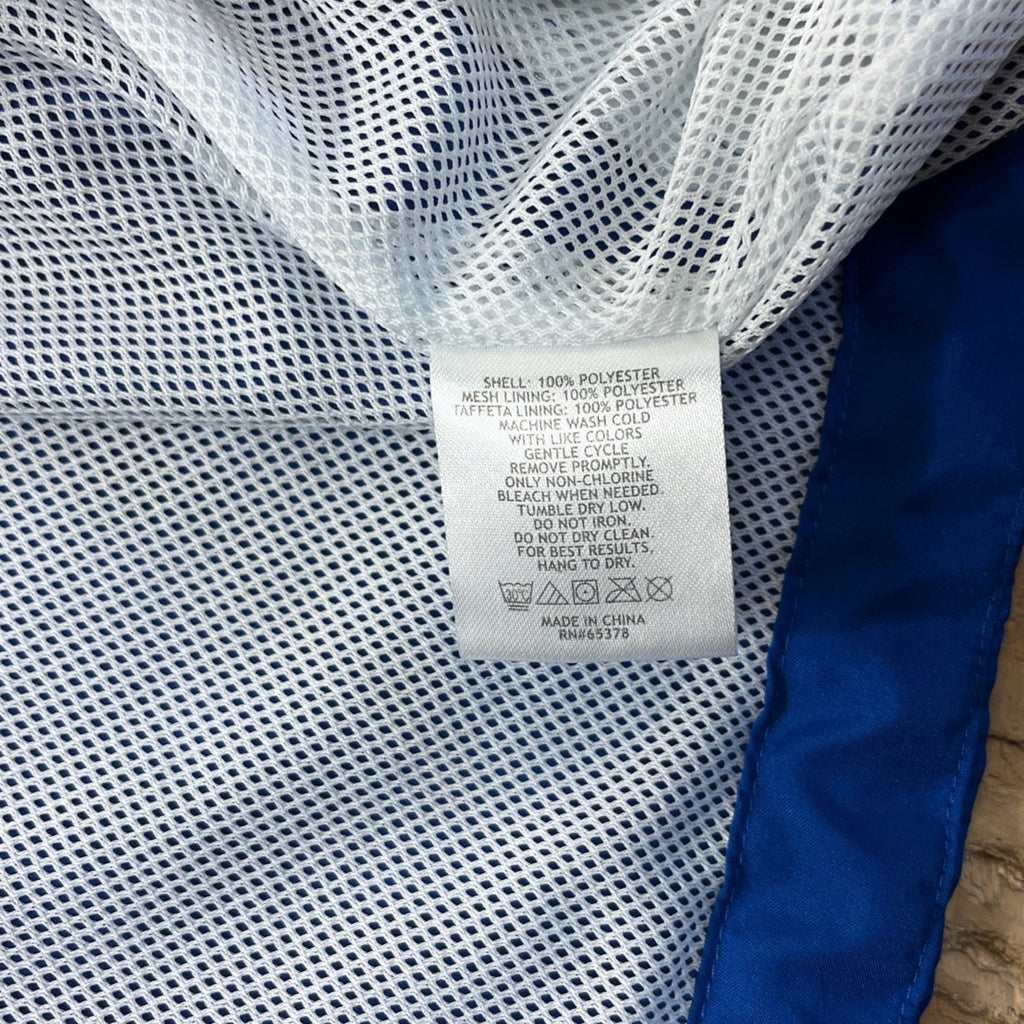 SHELL: 100% POLYESTER
MESH LINING: 100% POLYESTER
TAFFETA LINING: 100% POLYESTER
MACHINE WASH COLD
WITH LIKE COLORS
GENTLE CYCLE
REMOVE PROMPTLY.
ONLY NON-CHLORINE
BLEACH WHEN NEEDED.
TUMBLE DRY LOW.
DO NOT IRON.
DO NOT DRY CLEAN.
FOR BEST RESULTS,
HANG TO DRY.
30°C
MADE IN CHINA
RN#65378